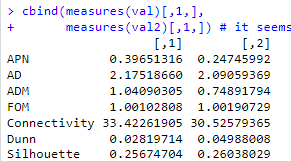 > cbind(measures(val)[,1,],
+ measures(val2)[,1,]) # it seems
[,1] [,2]
APN 0.39651316 0.24745992
AD 2.17518660 2.09059369
ADM 1.04090305 0.74891794
FOM 1.00102808 1.00190729
Connectivity 33.42261905 30.52579365
Dunn 0.02819714 0.04988008
Silhouette 0.25674704 0.26038029